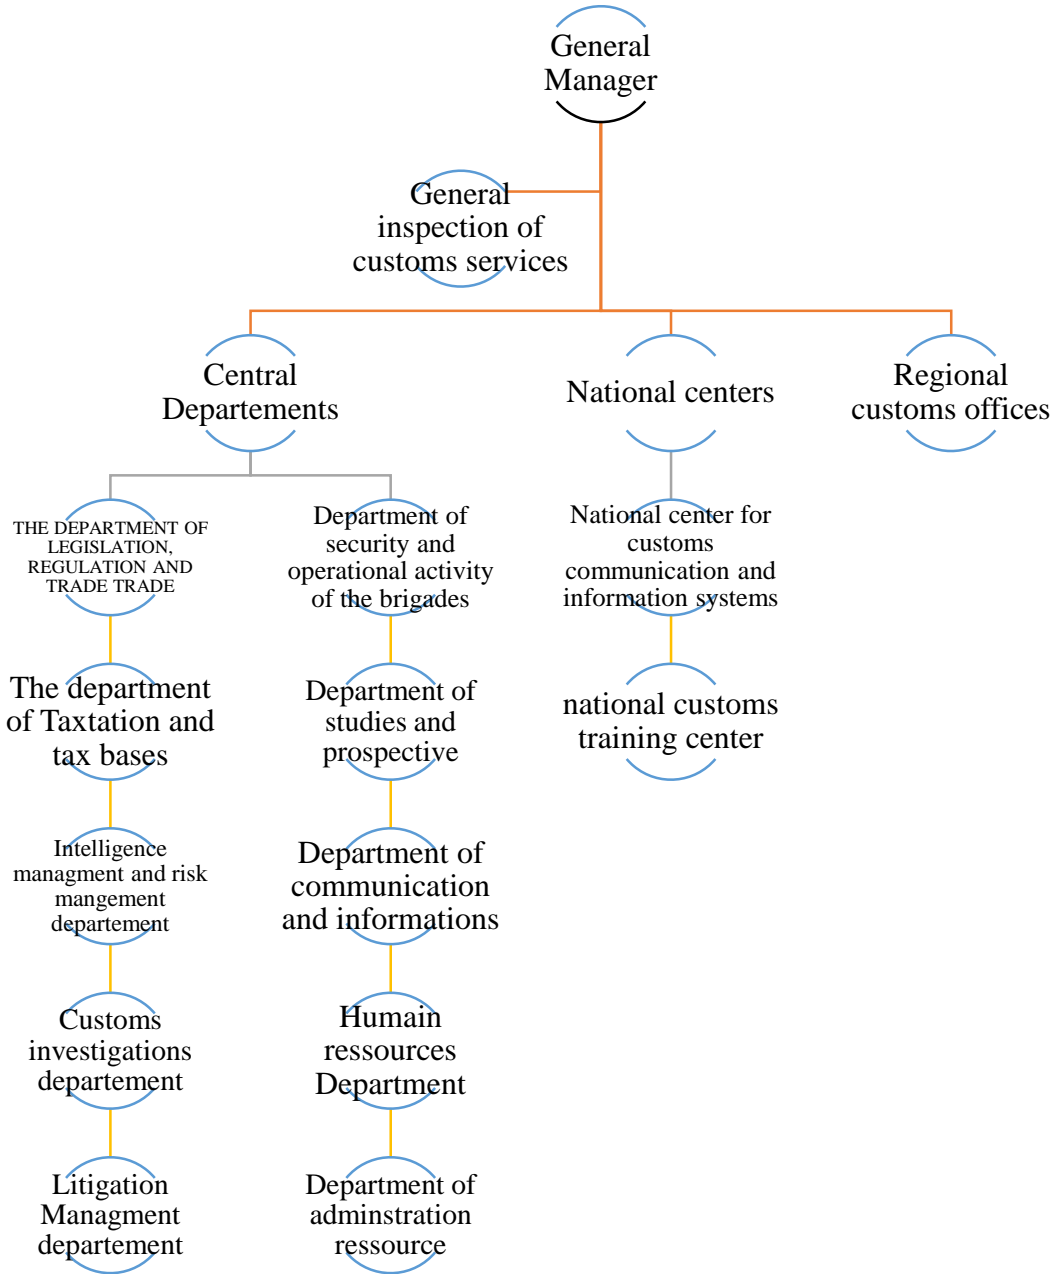 General
Manager
General
inspection of
customs services
Central
Departements
National centers
Regional
customs offices
THE DEPARTMENT OF
LEGISLATION,
REGULATION AND
TRADE TRADE
Department of
security and
operational activity
of the brigades
National center for
customs
communication and
information systems
The department
of Taxtation and
tax bases
Department of
studies and
prospective
national customs
training center
Intelligence
managment and risk
mangement
departement
Department of
communication
and informations
Customs
investigations
departement
Humain
ressources
Department
Litigation
Managment
departement
Department of
adminstration
ressource